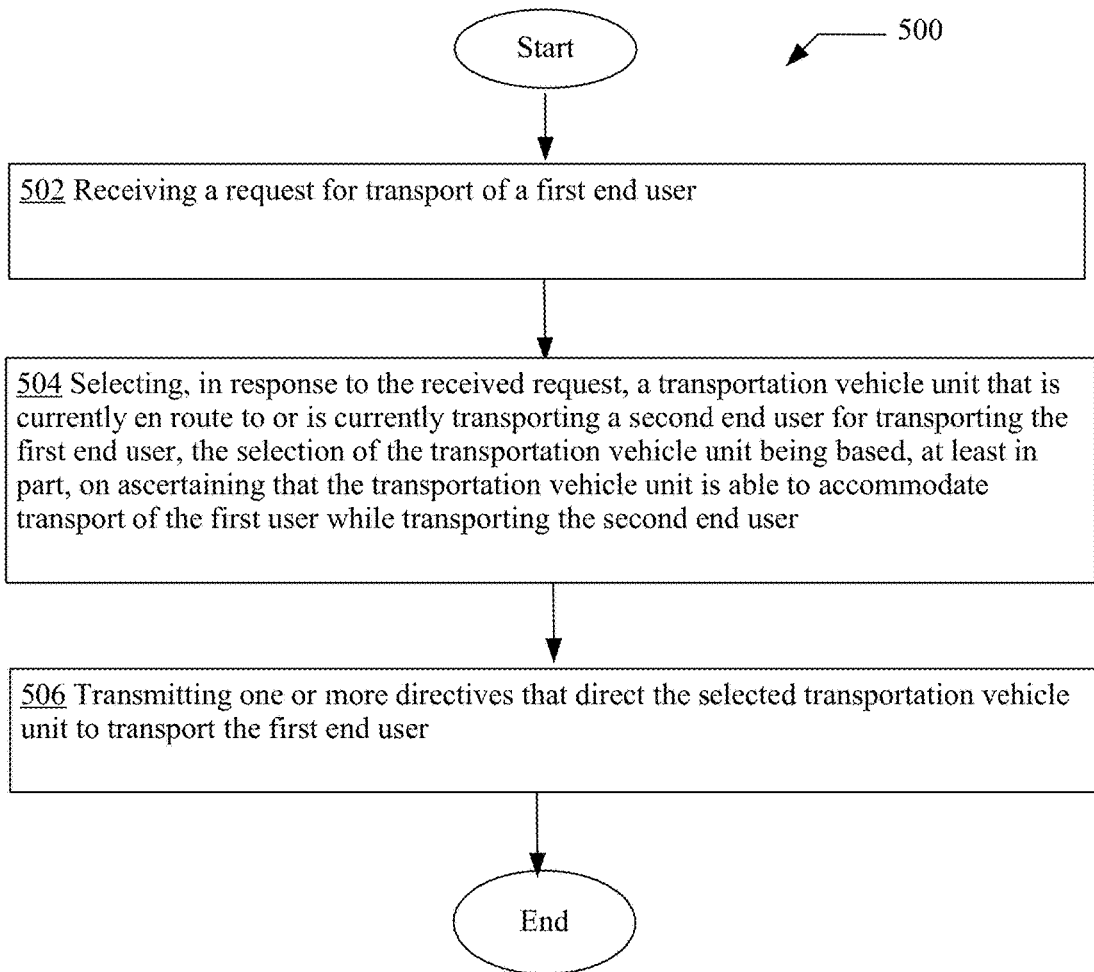 Start
500
502 Receiving a request for transport of a first end user
504 Selecting, in response to the received request, a transportation vehicle unit that is
currently en route to or is currently transporting a second end user for transporting the
first end user, the selection of the transportation vehicle unit being based, at least in
part, on ascertaining that the transportation vehicle unit is able to accommodate
transport of the first user while transporting the second end user
506 Transmitting one or more directives that direct the selected transportation vehicle
unit to transport the first end user
End